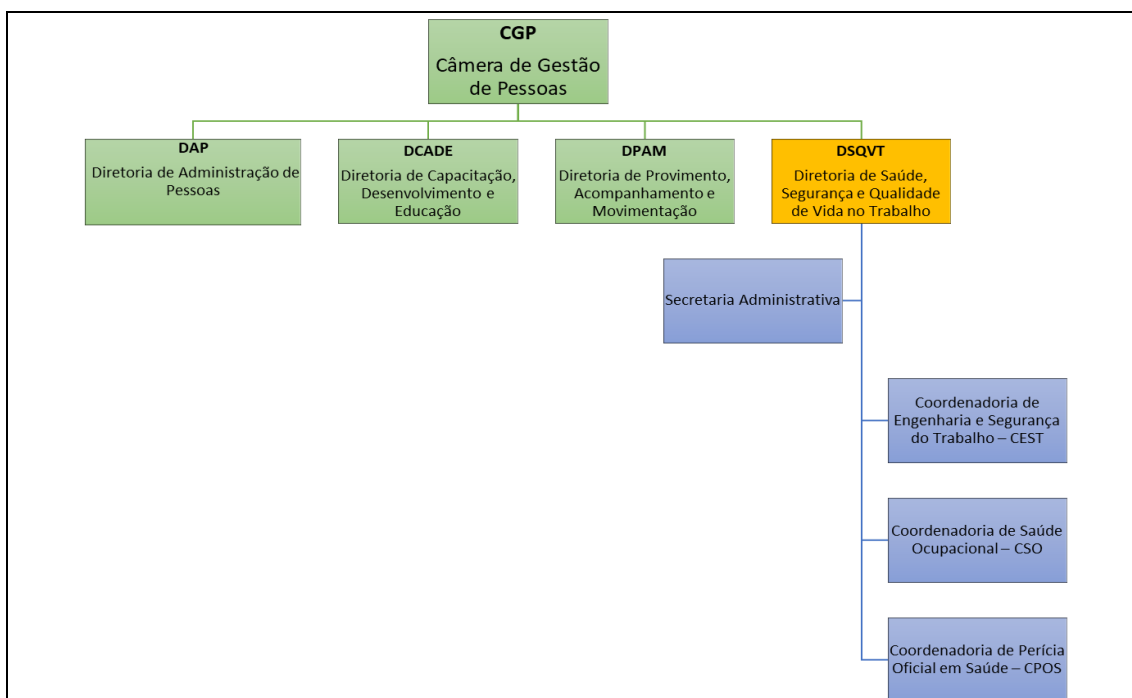 CGP
Câmera de Gestão
de Pessoas
DAP
Diretoria de Administração de
Pessoas
DCADE
Diretoria de Capacitação,
Desenvolvimento e
Educação
DPAM
Diretoria de Provimento,
Acompanhamento e
Movimentação
DSQVT
Diretoria de Saúde,
Segurança e Qualidade
de Vida no Trabalho
Secretaria Administrativa
Coordenadoria de
Engenharia e Segurança
do Trabalho – CEST
Coordenadoria de Saúde
Ocupacional – CSO
Coordenadoria de Perícia
Oficial em Saúde – CPOS